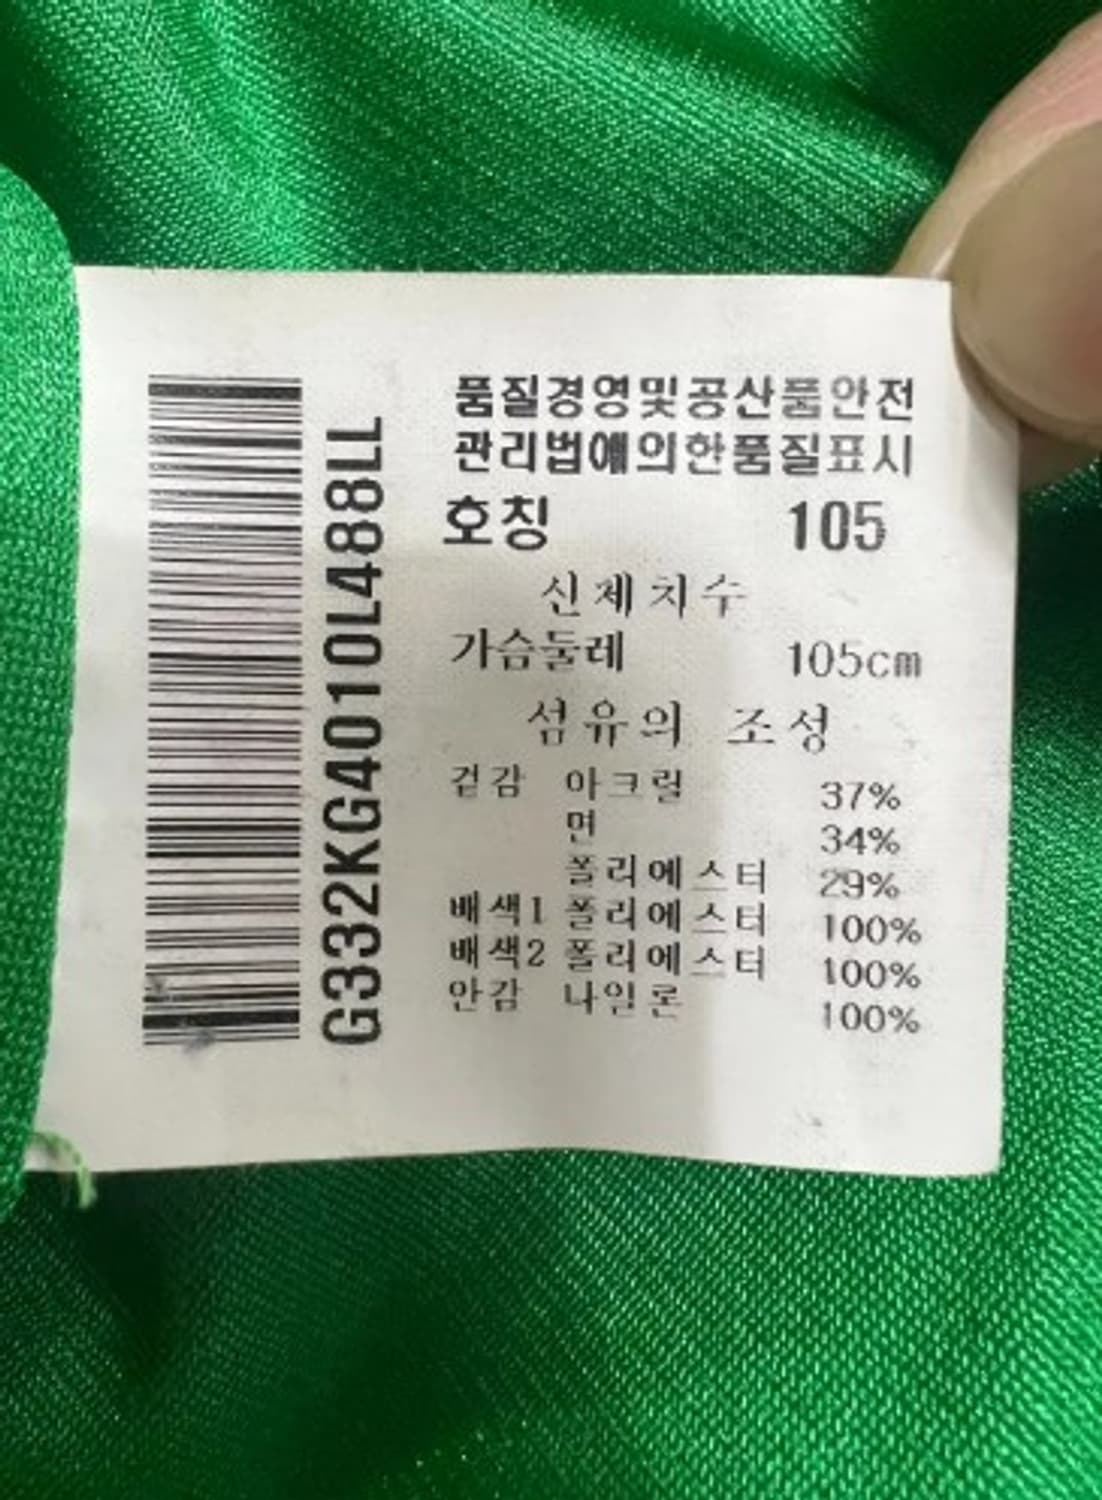 G332KG4010L488LL
품질경영및공산품안전
관리법에의한품질표시
호칭 105
신체치수
가슴둘레 105cm
섬유의 조성
겉감 아크릴 37%
면 34%
폴리에스터 29%
배색1 폴리에스터 100%
배색2 폴리에스터 100%
안감 나일론 100%